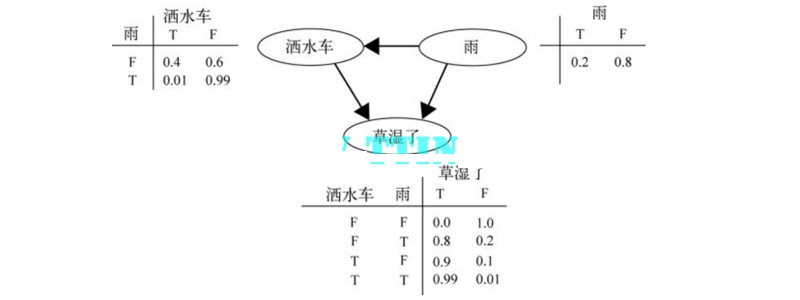 洒水车
雨 T F
F 0.4 0.6
T 0.01 0.99
洒水车
雨
雨
T F
0.2 0.8
草湿了
草湿了
洒水车 雨 T F
F F 0.0 1.0
F T 0.8 0.2
T F 0.9 0.1
T T 0.99 0.01